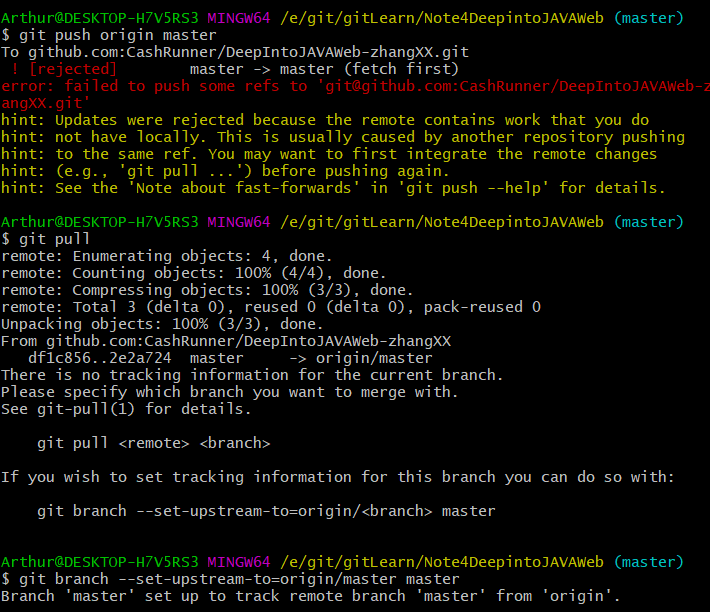 Arthur@DESKTOP-H7V5RS3 MINGW64 /e/git/gitLearn/Note4DeepintoJAVAWeb (master)
$ git push origin master
To github.com:CashRunner/DeepIntoJAVAWeb-zhangXX.git
 ! [rejected]        master -> master (fetch first)
error: failed to push some refs to 'git@github.com:CashRunner/DeepIntoJAVAWeb-z
angXX.git'
hint: Updates were rejected because the remote contains work that you do
hint: not have locally. This is usually caused by another repository pushing
hint: to the same ref. You may want to first integrate the remote changes
hint: (e.g., 'git pull ...') before pushing again.
hint: See the 'Note about fast-forwards' in 'git push --help' for details.
Arthur@DESKTOP-H7V5RS3 MINGW64 /e/git/gitLearn/Note4DeepintoJAVAWeb (master)
$ git pull
remote: Enumerating objects: 4, done.
remote: Counting objects: 100% (4/4), done.
remote: Compressing objects: 100% (3/3), done.
remote: Total 3 (delta 0), reused 0 (delta 0), pack-reused 0
Unpacking objects: 100% (3/3), done.
From github.com:CashRunner/DeepIntoJAVAWeb-zhangXX
   df1c856..2e2a724  master     -> origin/master
There is no tracking information for the current branch.
Please specify which branch you want to merge with.
See git-pull(1) for details.
    git pull <remote> <branch>
If you wish to set tracking information for this branch you can do so with:
    git branch --set-upstream-to=origin/<branch> master
Arthur@DESKTOP-H7V5RS3 MINGW64 /e/git/gitLearn/Note4DeepintoJAVAWeb (master)
$ git branch --set-upstream-to=origin/master master
Branch 'master' set up to track remote branch 'master' from 'origin'.